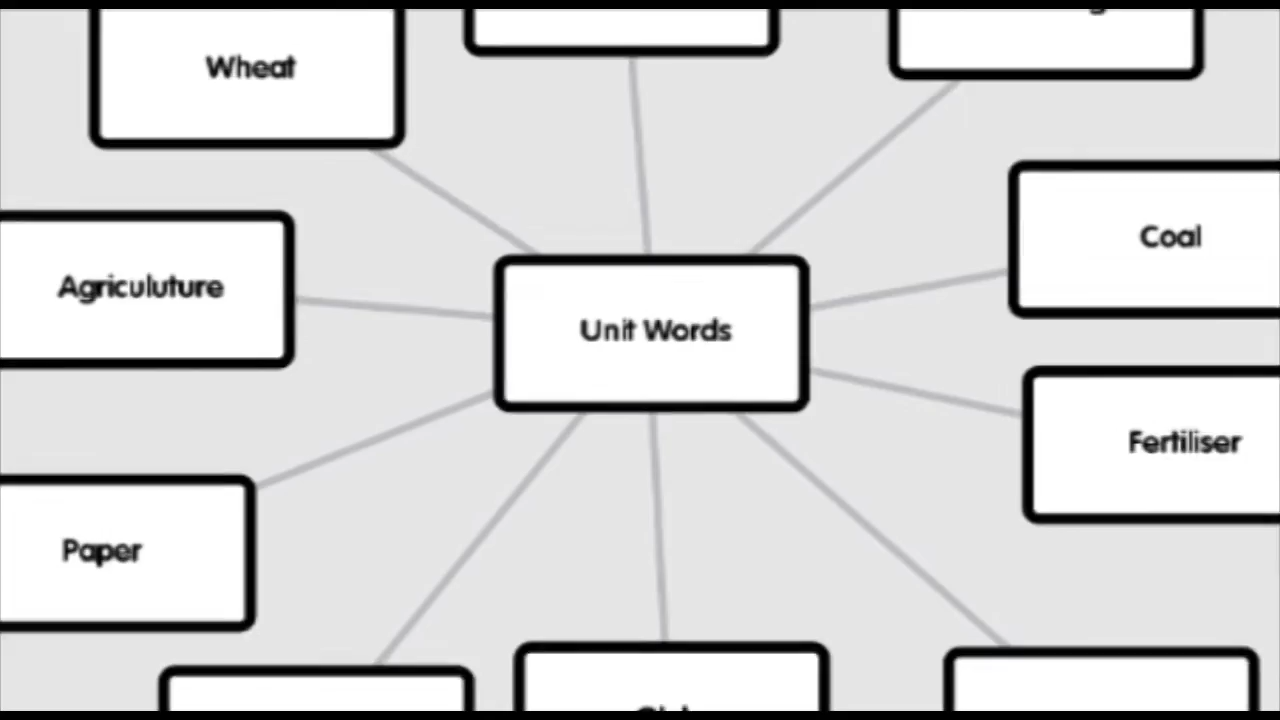 Wheat
Coal
Agriculuture
Unit Words
Fertiliser
Paper